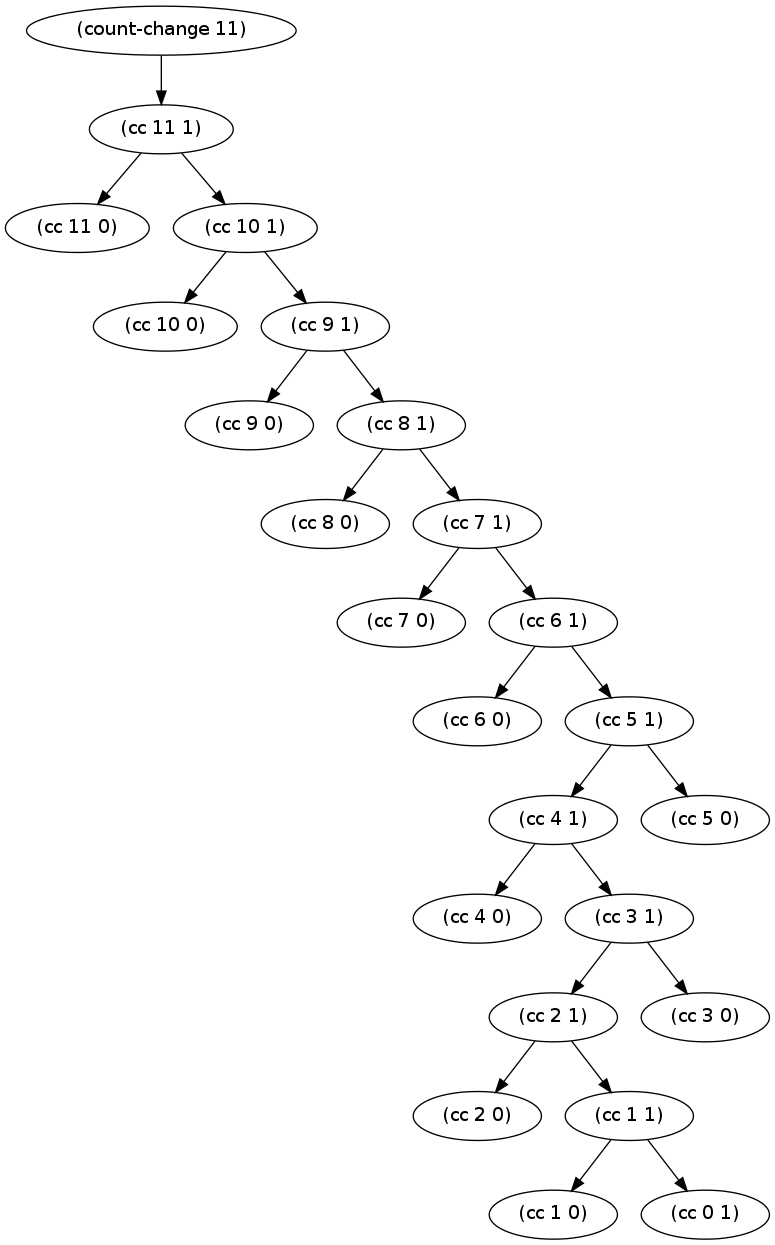 (count-change 11)
(cc 11 1)
(cc 11 0)
(cc 10 1)
(cc 10 0)
(cc 9 1)
(cc 9 0)
(cc 8 1)
(cc 8 0)
(cc 7 1)
(cc 7 0)
(cc 6 1)
(cc 6 0)
(cc 5 1)
(cc 4 1)
(cc 5 0)
(cc 4 0)
(cc 3 1)
(cc 2 1)
(cc 3 0)
(cc 2 0)
(cc 1 1)
(cc 1 0)
(cc 0 1)